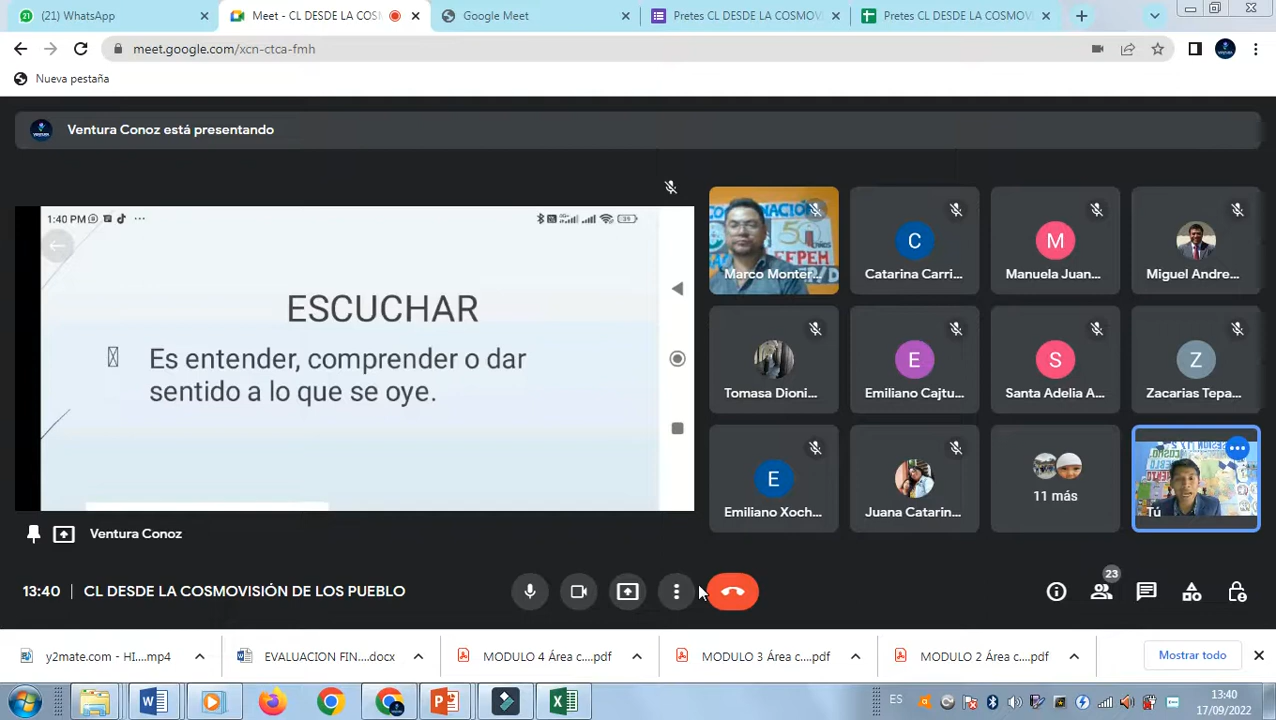 (21) WhatsApp
Meet - CL DESDE LA COS
Google Meet
Pretes CL DESDE LA COSMOVI
Pretes CL DESDE LA COSMOVI
meet.google.com/xcn-ctca-fmh
Nueva pestaña
Ventura Conoz está presentando
1:40 PM
ESCUCHAR
Es entender, comprender o dar
sentido a lo que se oye.
Marco Monter...
Catarina Carri...
Manuela Juan...
Miguel Andre...
Tomasa Dioni...
Emiliano Cajtu...
Santa Adelia A...
Zacarias Tepa...
Emiliano Xoch...
Juana Catarin...
11 más
Tú
C
M
E
S
Z
E
Ventura Conoz
13:40 | CL DESDE LA COSMOVISIÓN DE LOS PUEBLO
23
y2mate.com - HI....mp4
EVALUACION FIN....docx
MODULO 4 Área c....pdf
MODULO 3 Área c....pdf
MODULO 2 Área c....pdf
Mostrar todo
ES
13:40
17/09/2022